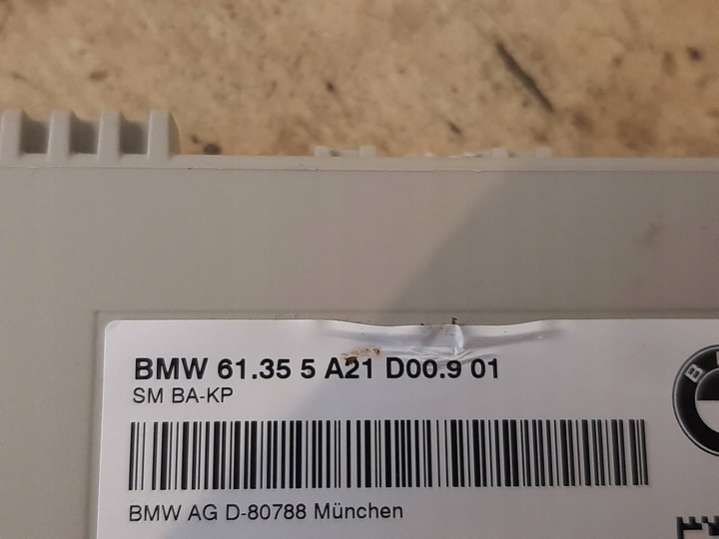 BMW 61.35 5 A21 D00.9 01
SM BA-KP
BMW AG D-80788 München
B